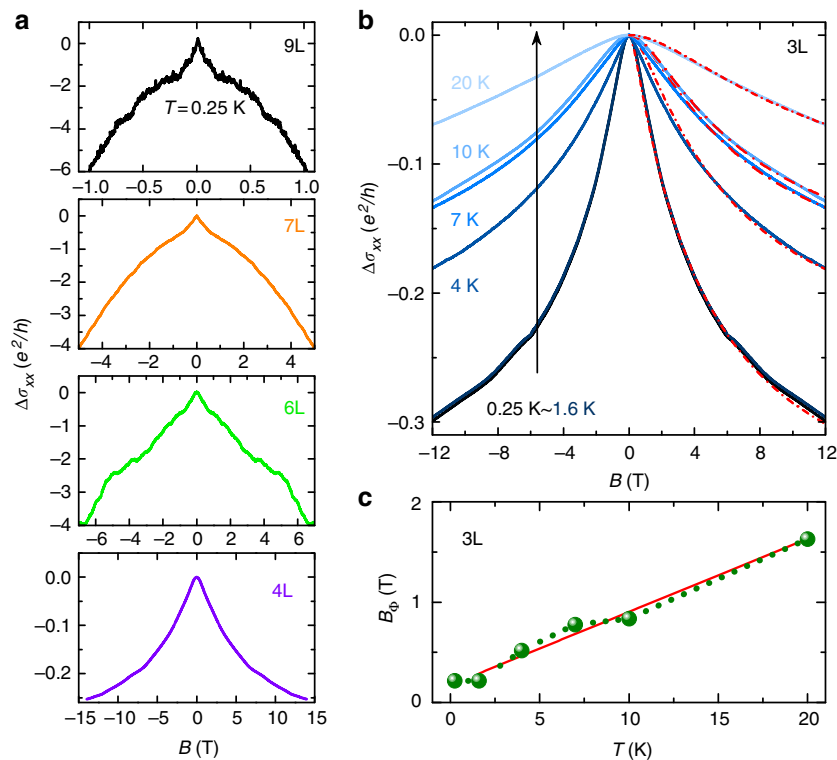 a
9L
T = 0.25 K
0
−2
−4
−6
−1.0 −0.5 0.0 0.5 1.0
7L
0
−1
−2
−3
−4
−4 −2 0 2 4
6L
0
−1
−2
−3
−4
−6 −4 −2 0 2 4 6
4L
0.0
−0.1
−0.2
−15 −10 −5 0 5 10 15
Δσxx (e²/h)
B (T)
b
3L
0.0
−0.1
−0.2
−0.3
20 K
10 K
7 K
4 K
0.25 K~1.6 K
−12 −8 −4 0 4 8 12
Δσxx (e²/h)
B (T)
c
3L
2
1
0
0 5 10 15 20
BΦ (T)
T (K)